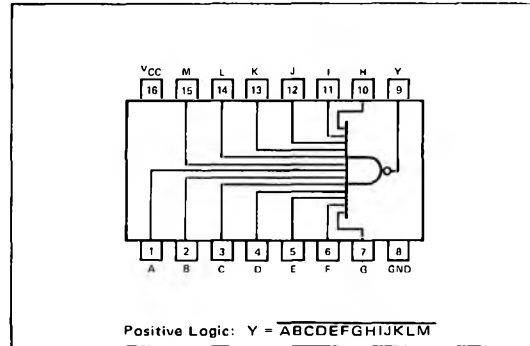 VCC M L K J I H Y
16 15 14 13 12 11 10 9
1 2 3 4 5 6 7 8
A B C D E F G GND
Positive Logic: Y = ABCDEFGHIJKLM